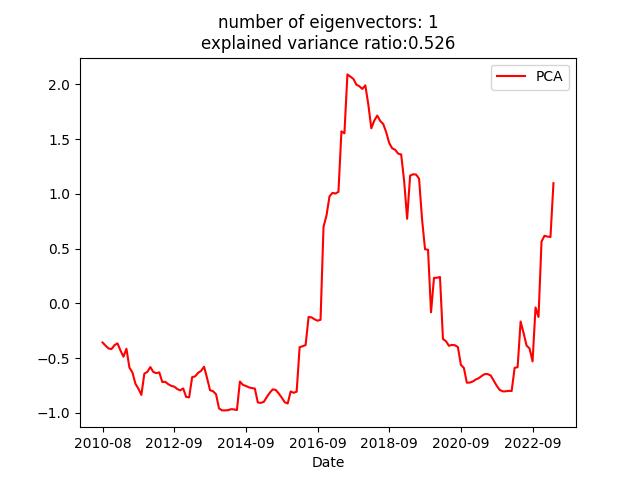 number of eigenvectors: 1
explained variance ratio:0.526
PCA
2.0
1.5
1.0
0.5
0.0
−0.5
−1.0
2010-08 2012-09 2014-09 2016-09 2018-09 2020-09 2022-09
Date